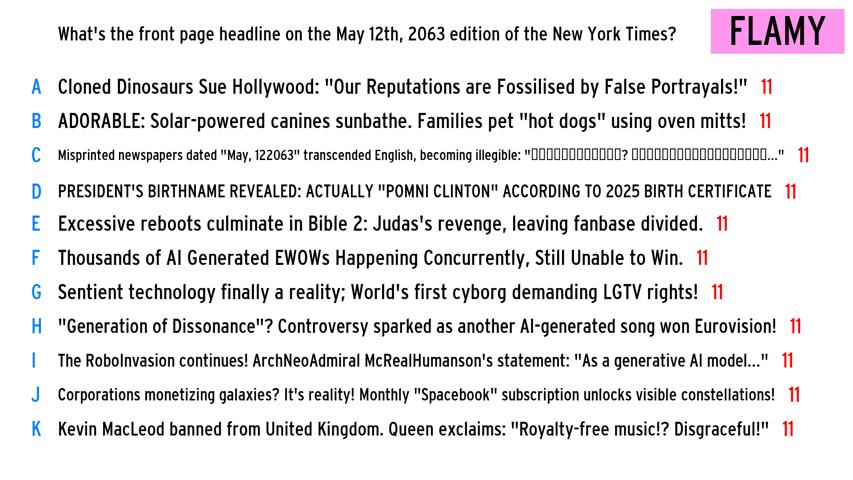 What's the front page headline on the May 12th, 2063 edition of the New York Times?
FLAMY
A Cloned Dinosaurs Sue Hollywood: "Our Reputations are Fossilised by False Portrayals!" 11
B ADORABLE: Solar-powered canines sunbathe. Families pet "hot dogs" using oven mitts! 11
C Misprinted newspapers dated "May, 122063" transcended English, becoming illegible: "▯▯▯▯▯▯▯▯▯▯▯▯▯? ▯▯▯▯▯▯▯▯▯▯▯▯▯▯▯▯▯▯▯..." 11
D PRESIDENT'S BIRTHNAME REVEALED: ACTUALLY "POMNI CLINTON" ACCORDING TO 2025 BIRTH CERTIFICATE 11
E Excessive reboots culminate in Bible 2: Judas's revenge, leaving fanbase divided. 11
F Thousands of AI Generated EWOWs Happening Concurrently, Still Unable to Win. 11
G Sentient technology finally a reality; World's first cyborg demanding LGTV rights! 11
H "Generation of Dissonance"? Controversy sparked as another AI-generated song won Eurovision! 11
I The RoboInvasion continues! ArchNeoAdmiral McRealHumanson's statement: "As a generative AI model..." 11
J Corporations monetizing galaxies? It's reality! Monthly "Spacebook" subscription unlocks visible constellations! 11
K Kevin MacLeod banned from United Kingdom. Queen exclaims: "Royalty-free music!? Disgraceful!" 11